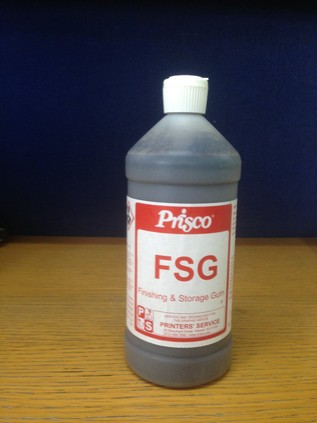 Prisco®
FSG
Finishing & Storage Gum
P
S
PRINTERS' SERVICE